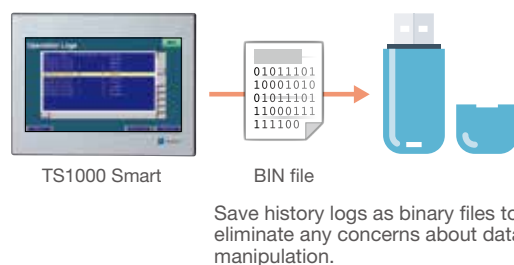 Operation Logs
01011101
10001010
01011101
11000111
111100
TS1000 Smart
BIN file
Save history logs as binary files to
eliminate any concerns about data
manipulation.